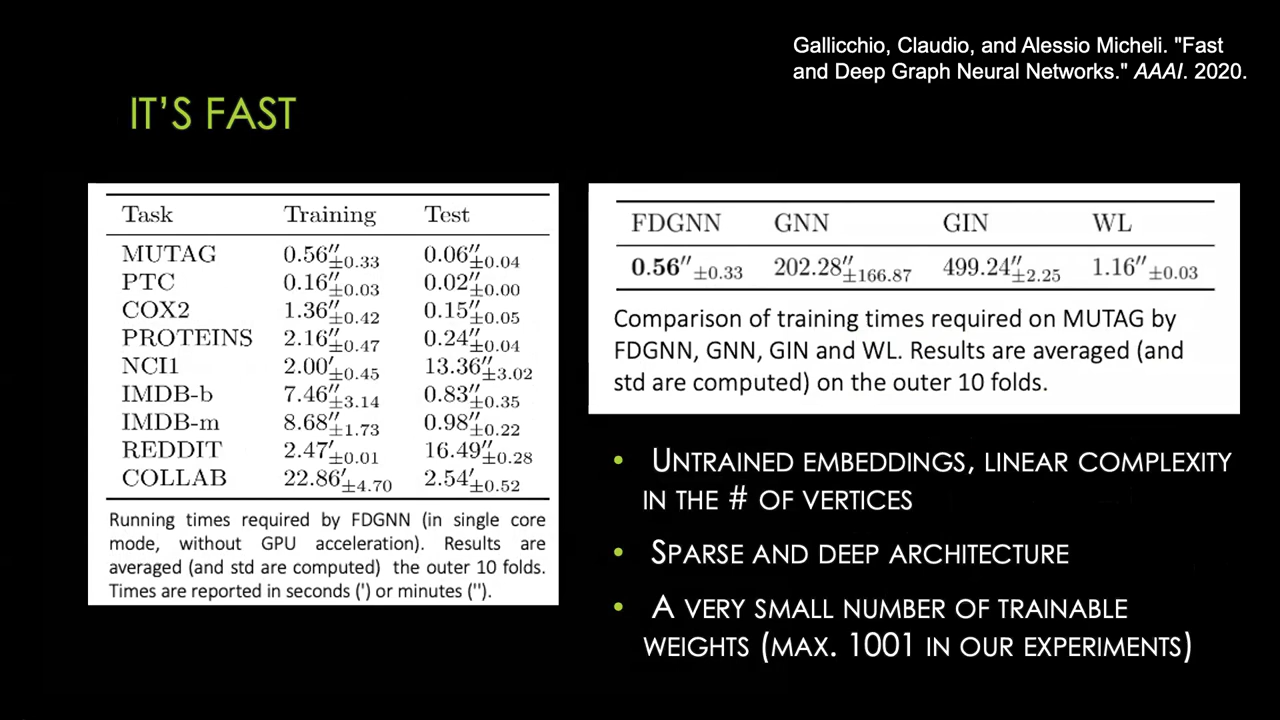 Gallicchio, Claudio, and Alessio Micheli. "Fast
and Deep Graph Neural Networks." AAAI. 2020.
IT'S FAST
Task Training Test
MUTAG 0.56″±0.33 0.06″±0.04
PTC 0.16″±0.03 0.02″±0.00
COX2 1.36″±0.42 0.15″±0.05
PROTEINS 2.16″±0.47 0.24″±0.04
NCI1 2.00′±0.45 13.36″±3.02
IMDB-b 7.46″±3.14 0.83″±0.35
IMDB-m 8.68″±1.73 0.98″±0.22
REDDIT 2.47′±0.01 16.49″±0.28
COLLAB 22.86′±4.70 2.54′±0.52
Running times required by FDGNN (in single core
mode, without GPU acceleration). Results are
averaged (and std are computed) the outer 10 folds.
Times are reported in seconds (') or minutes ('').
FDGNN GNN GIN WL
0.56″±0.33 202.28″±166.87 499.24″±2.25 1.16″±0.03
Comparison of training times required on MUTAG by
FDGNN, GNN, GIN and WL. Results are averaged (and
std are computed) on the outer 10 folds.
• UNTRAINED EMBEDDINGS, LINEAR COMPLEXITY
IN THE # OF VERTICES
• SPARSE AND DEEP ARCHITECTURE
• A VERY SMALL NUMBER OF TRAINABLE
WEIGHTS (MAX. 1001 IN OUR EXPERIMENTS)